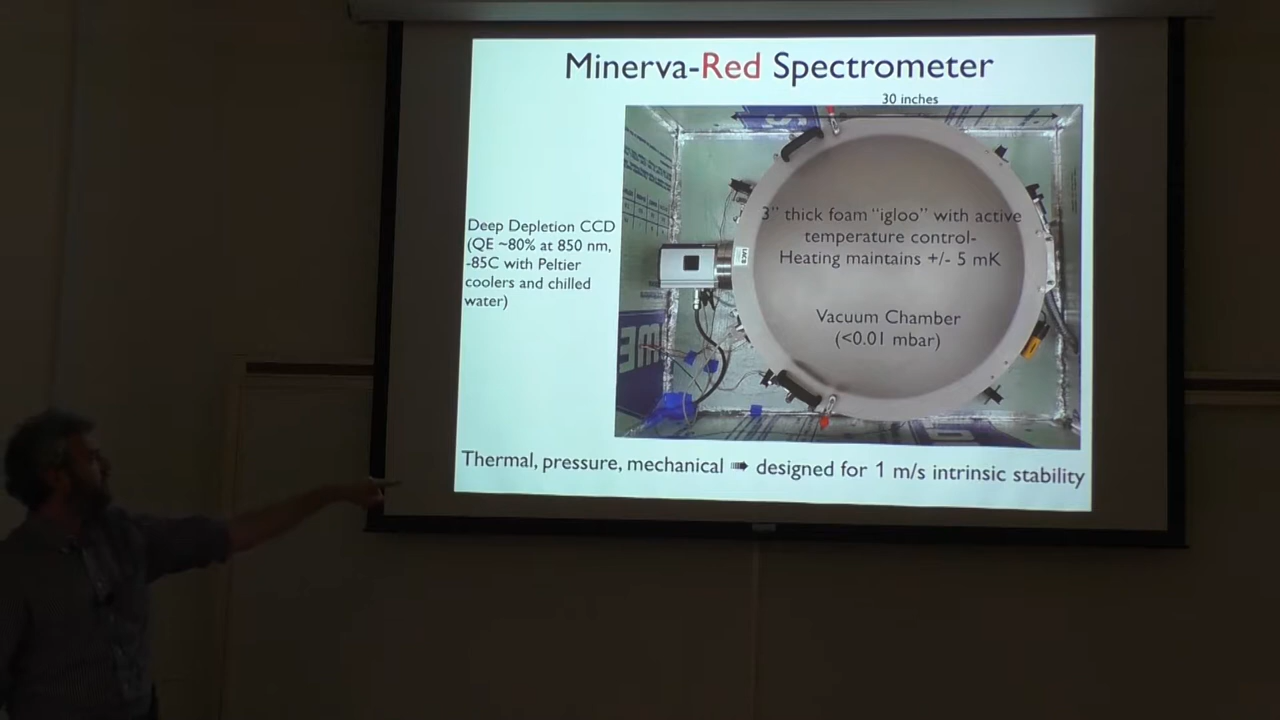 Minerva-Red Spectrometer
30 inches
Deep Depletion CCD
(QE ~80% at 850 nm,
-85C with Peltier
coolers and chilled
water)
3" thick foam "igloo" with active
temperature control-
Heating maintains +/- 5 mK
Vacuum Chamber
(<0.01 mbar)
Thermal, pressure, mechanical ➠ designed for 1 m/s intrinsic stability